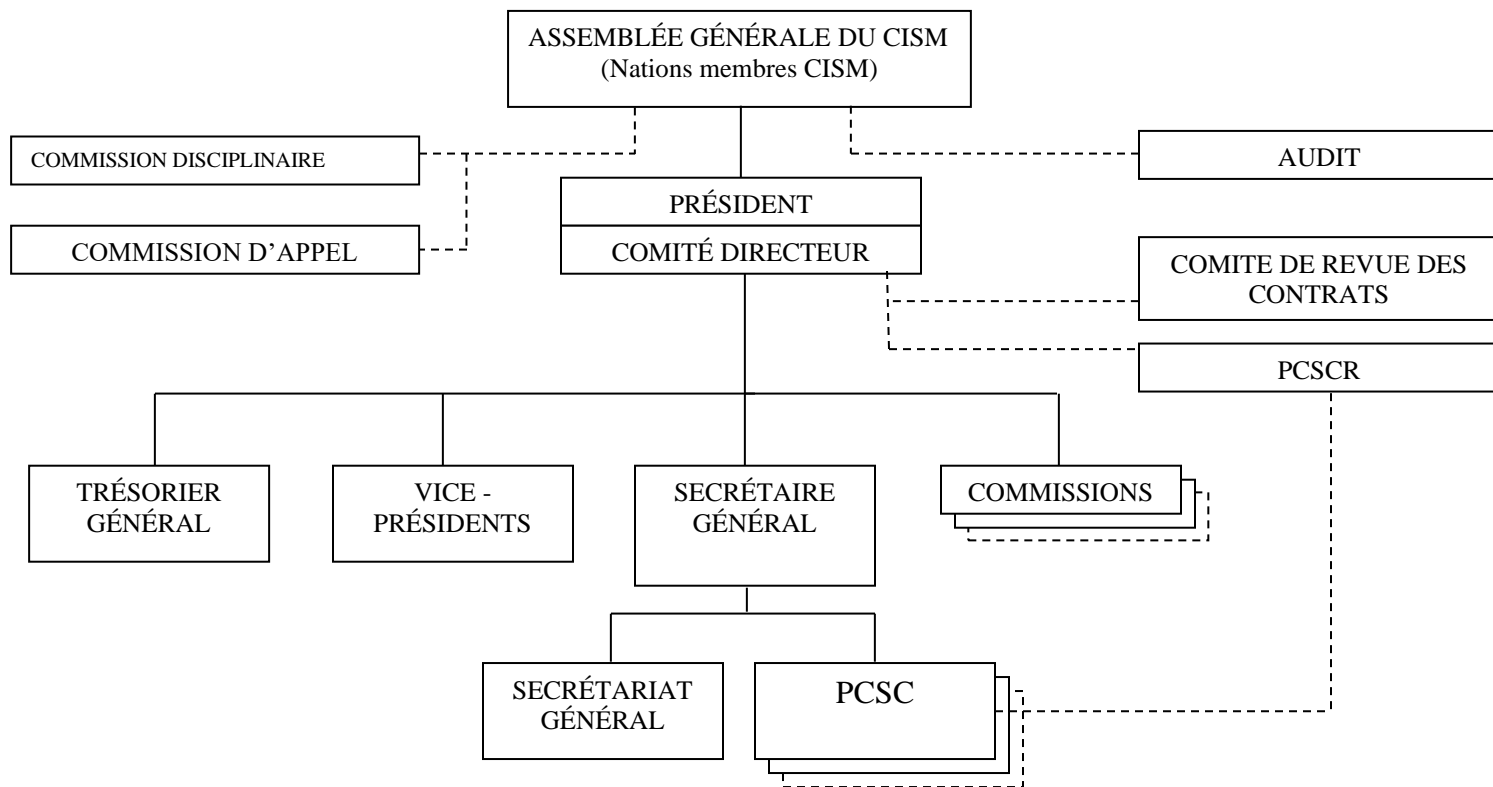 ASSEMBLÉE GÉNÉRALE DU CISM
(Nations membres CISM)
COMMISSION DISCIPLINAIRE
AUDIT
PRÉSIDENT
COMMISSION D’APPEL
COMITÉ DIRECTEUR
COMITE DE REVUE DES
CONTRATS
PCSCR
TRÉSORIER
GÉNÉRAL
VICE -
PRÉSIDENTS
SECRÉTAIRE
GÉNÉRAL
COMMISSIONS
SECRÉTARIAT
GÉNÉRAL
PCSC